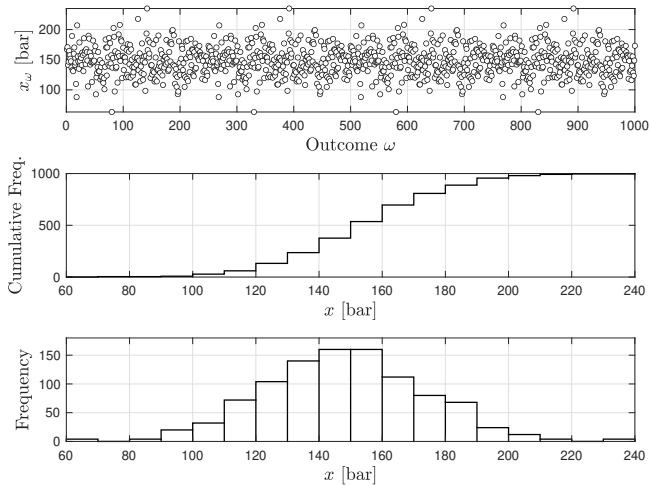 200
150
100
x_ω [bar]
0 100 200 300 400 500 600 700 800 900 1000
Outcome ω
1000
500
0
Cumulative Freq.
60 80 100 120 140 160 180 200 220 240
x [bar]
150
100
50
0
Frequency
60 80 100 120 140 160 180 200 220 240
x [bar]